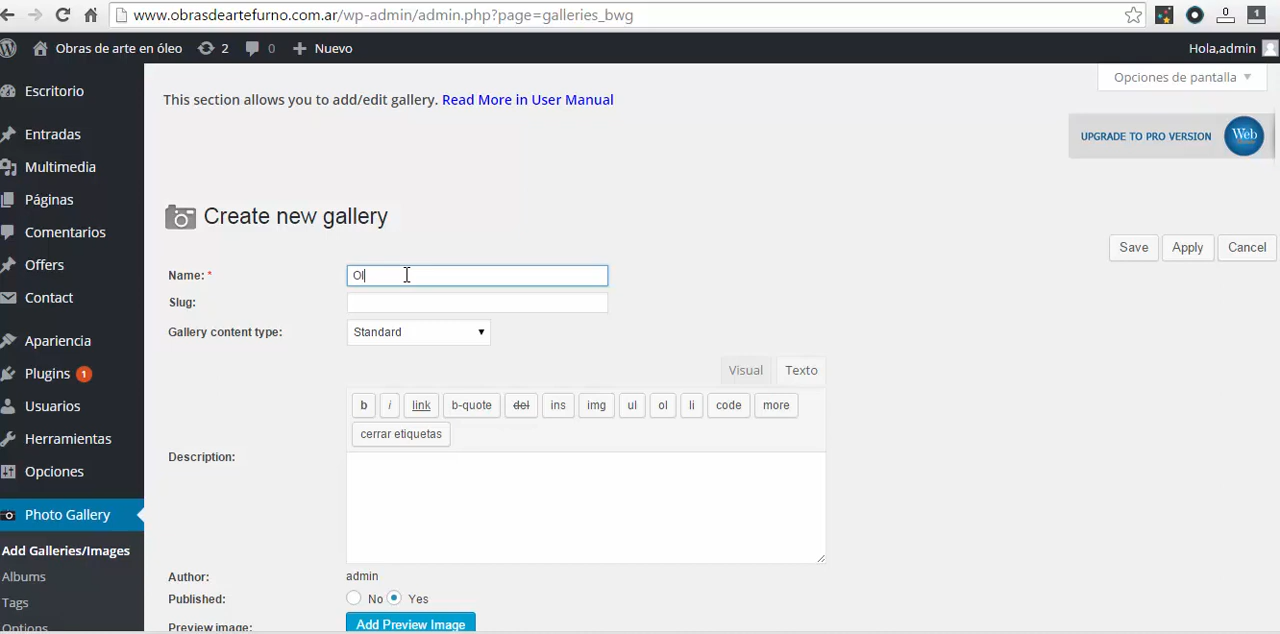 www.obrasdeartefurno.com.ar/wp-admin/admin.php?page=galleries_bwg
0
1
Obras de arte en óleo
2
0
Nuevo
Hola,admin
Opciones de pantalla
Escritorio
Entradas
Multimedia
Páginas
Comentarios
Offers
Contact
Apariencia
Plugins 1
Usuarios
Herramientas
Opciones
Photo Gallery
Add Galleries/Images
Albums
Tags
Options
This section allows you to add/edit gallery. Read More in User Manual
UPGRADE TO PRO VERSION
Web
Create new gallery
Save Apply Cancel
Name: * Ol
Slug:
Gallery content type: Standard
Visual Texto
b i link b-quote del ins img ul ol li code more
cerrar etiquetas
Description:
Author: admin
Published: No Yes
Preview image: Add Preview Image